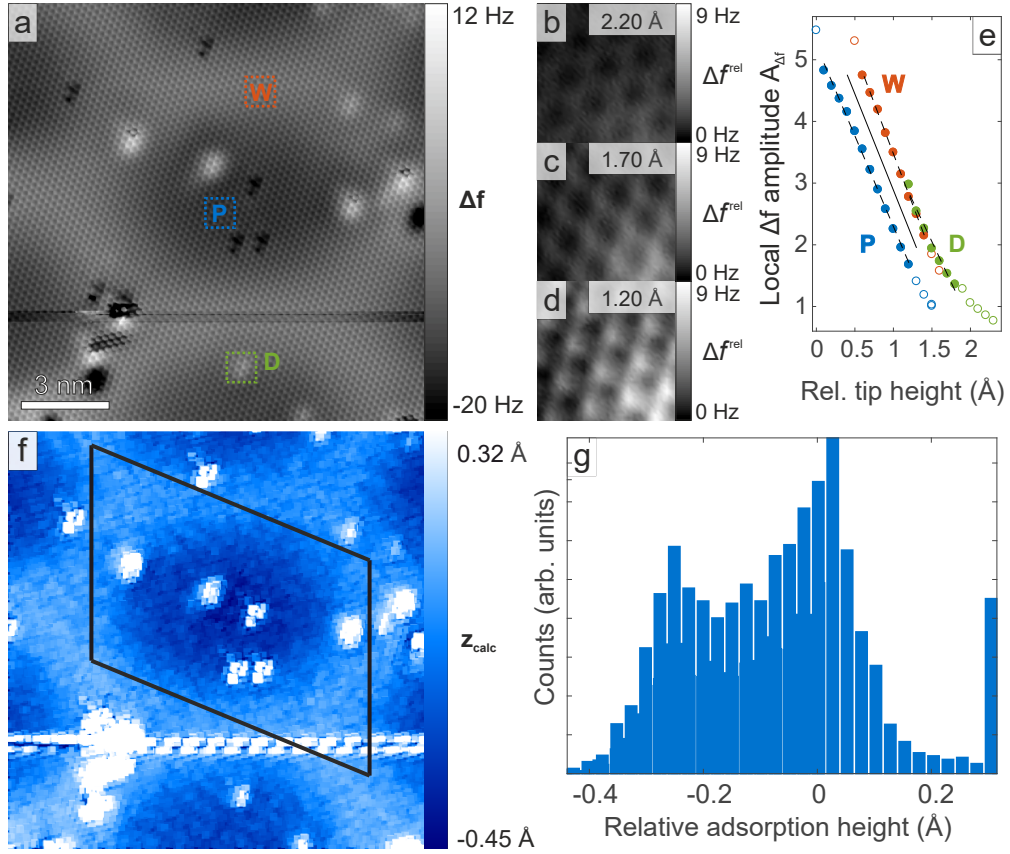 a
W
P
D
3 nm
12 Hz
Δf
-20 Hz
b
2.20 Å
9 Hz
Δf rel
0 Hz
c
1.70 Å
9 Hz
Δf rel
0 Hz
d
1.20 Å
9 Hz
Δf rel
0 Hz
e
W
P
D
5
4
3
2
1
0 0.5 1 1.5 2
Local Δf amplitude A Δf
Rel. tip height (Å)
f
0.32 Å
z calc
-0.45 Å
g
Counts (arb. units)
-0.4 -0.2 0 0.2
Relative adsorption height (Å)